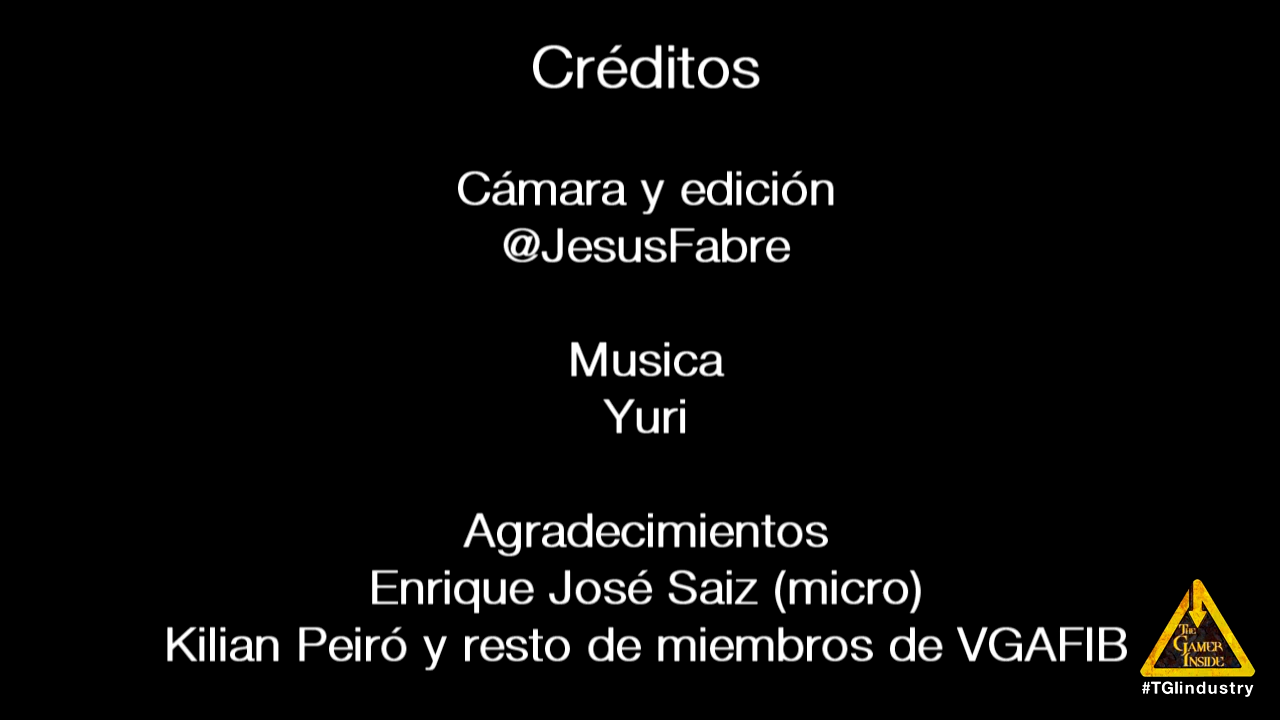 Créditos
Cámara y edición
@JesusFabre
Musica
Yuri
Agradecimientos
Enrique José Saiz (micro)
Kilian Peiró y resto de miembros de VGAFIB
THE
GAMER
INSIDE
#TGIindustry